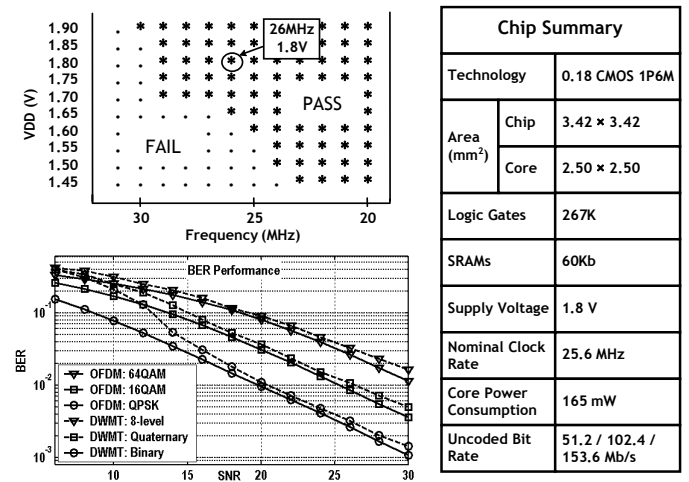 1.90
1.85
1.80
1.75
1.70
1.65
1.60
1.55
1.50
1.45
VDD (V)
26MHz
1.8V
PASS
FAIL
30
25
20
Frequency (MHz)
BER Performance
10-1
10-2
10-3
BER
OFDM: 64QAM
OFDM: 16QAM
OFDM: QPSK
DWMT: 8-level
DWMT: Quaternary
DWMT: Binary
10
15
SNR
20
25
30
Chip Summary
Technology 0.18 CMOS 1P6M
Area (mm2)
Chip 3.42 × 3.42
Core 2.50 × 2.50
Logic Gates 267K
SRAMs 60Kb
Supply Voltage 1.8 V
Nominal Clock
Rate
25.6 MHz
Core Power
Consumption
165 mW
Uncoded Bit
Rate
51.2 / 102.4 /
153.6 Mb/s